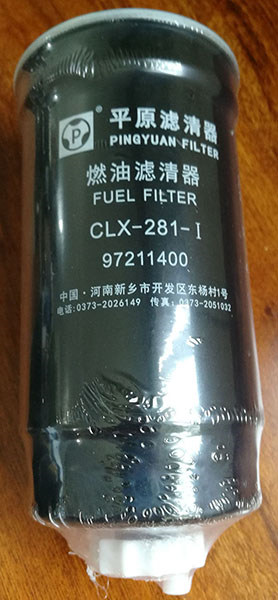 P ® 平原滤清器
PINGYUAN FILTER
燃油滤清器
FUEL FILTER
CLX-281-I
97211400
中国·河南新乡市开发区东杨村1号
电话:0373-2026149 传真:0373-2051032